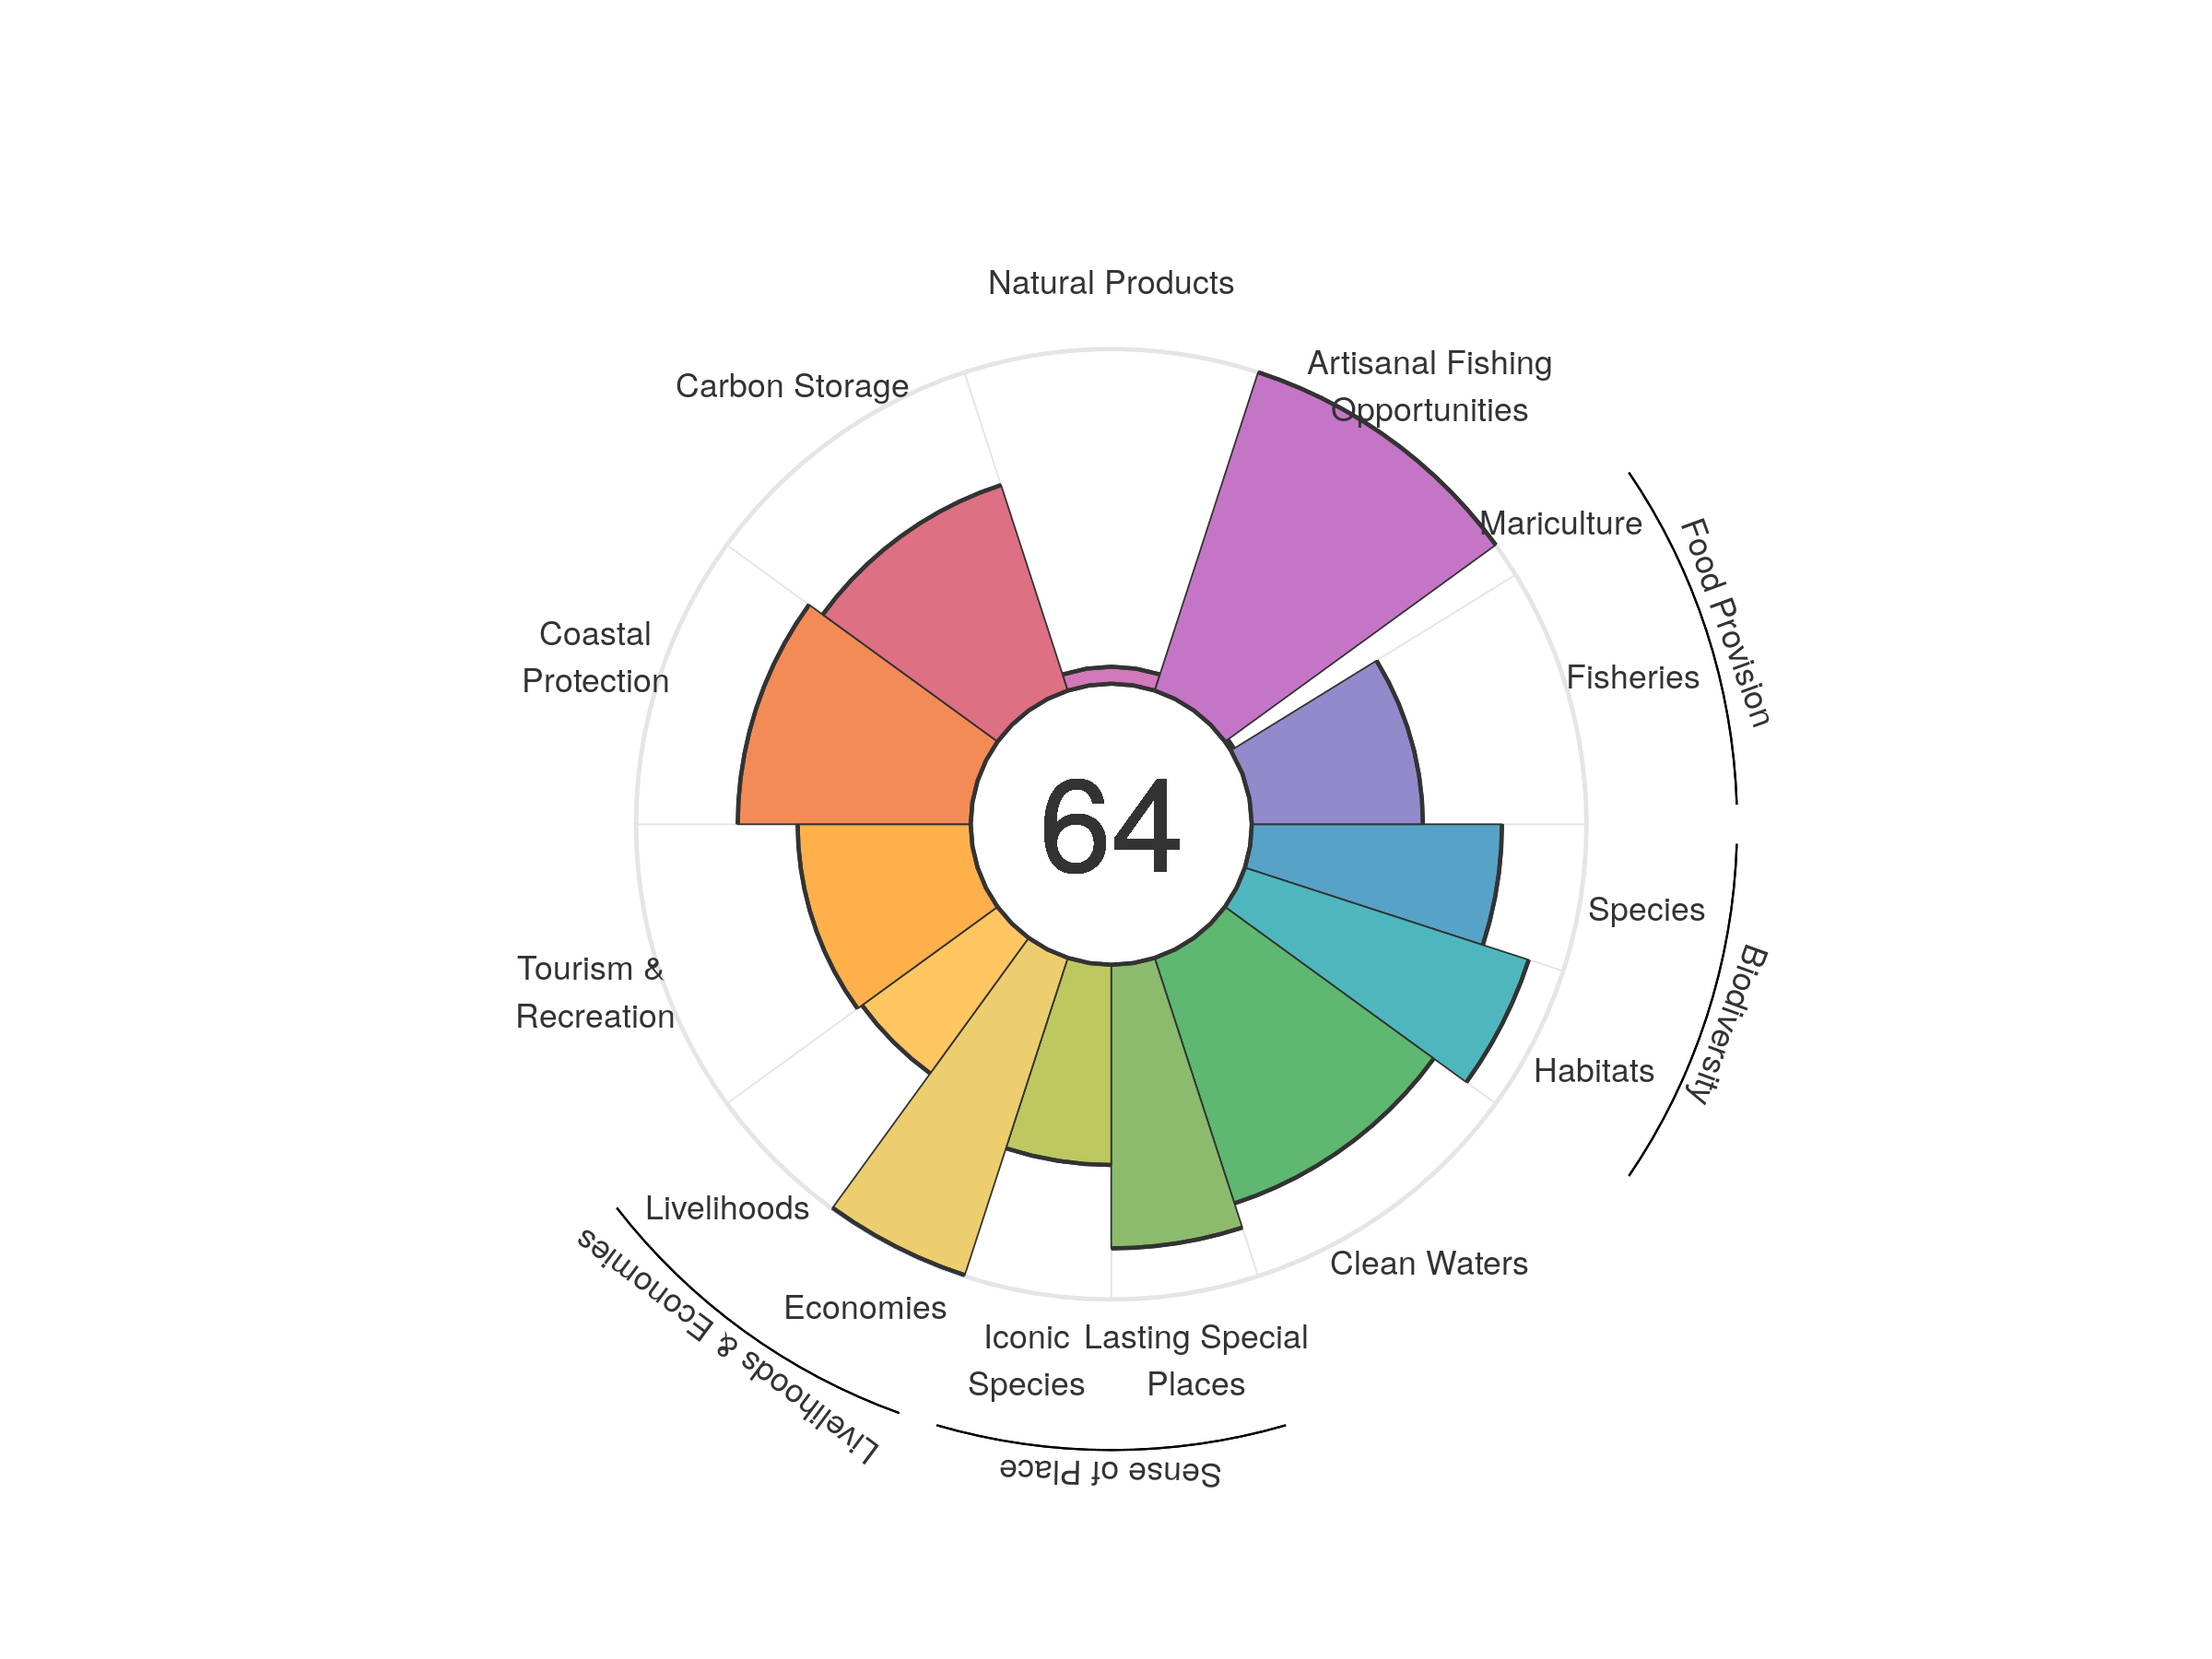 Natural Products
Artisanal Fishing
Opportunities
Carbon Storage
Mariculture
Food Provision
Fisheries
Coastal
Protection
64
Species
Biodiversity
Tourism &
Recreation
Habitats
Livelihoods
Livelihoods & Economies
Clean Waters
Economies
Iconic
Species
Lasting Special
Places
Sense of Place